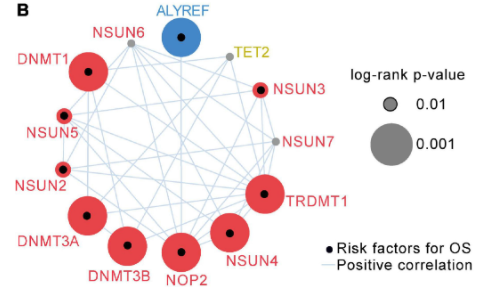 B
ALYREF
NSUN6
TET2
DNMT1
NSUN3
NSUN5
NSUN7
NSUN2
TRDMT1
DNMT3A
NSUN4
DNMT3B
NOP2
log-rank p-value
0.01
0.001
Risk factors for OS
Positive correlation